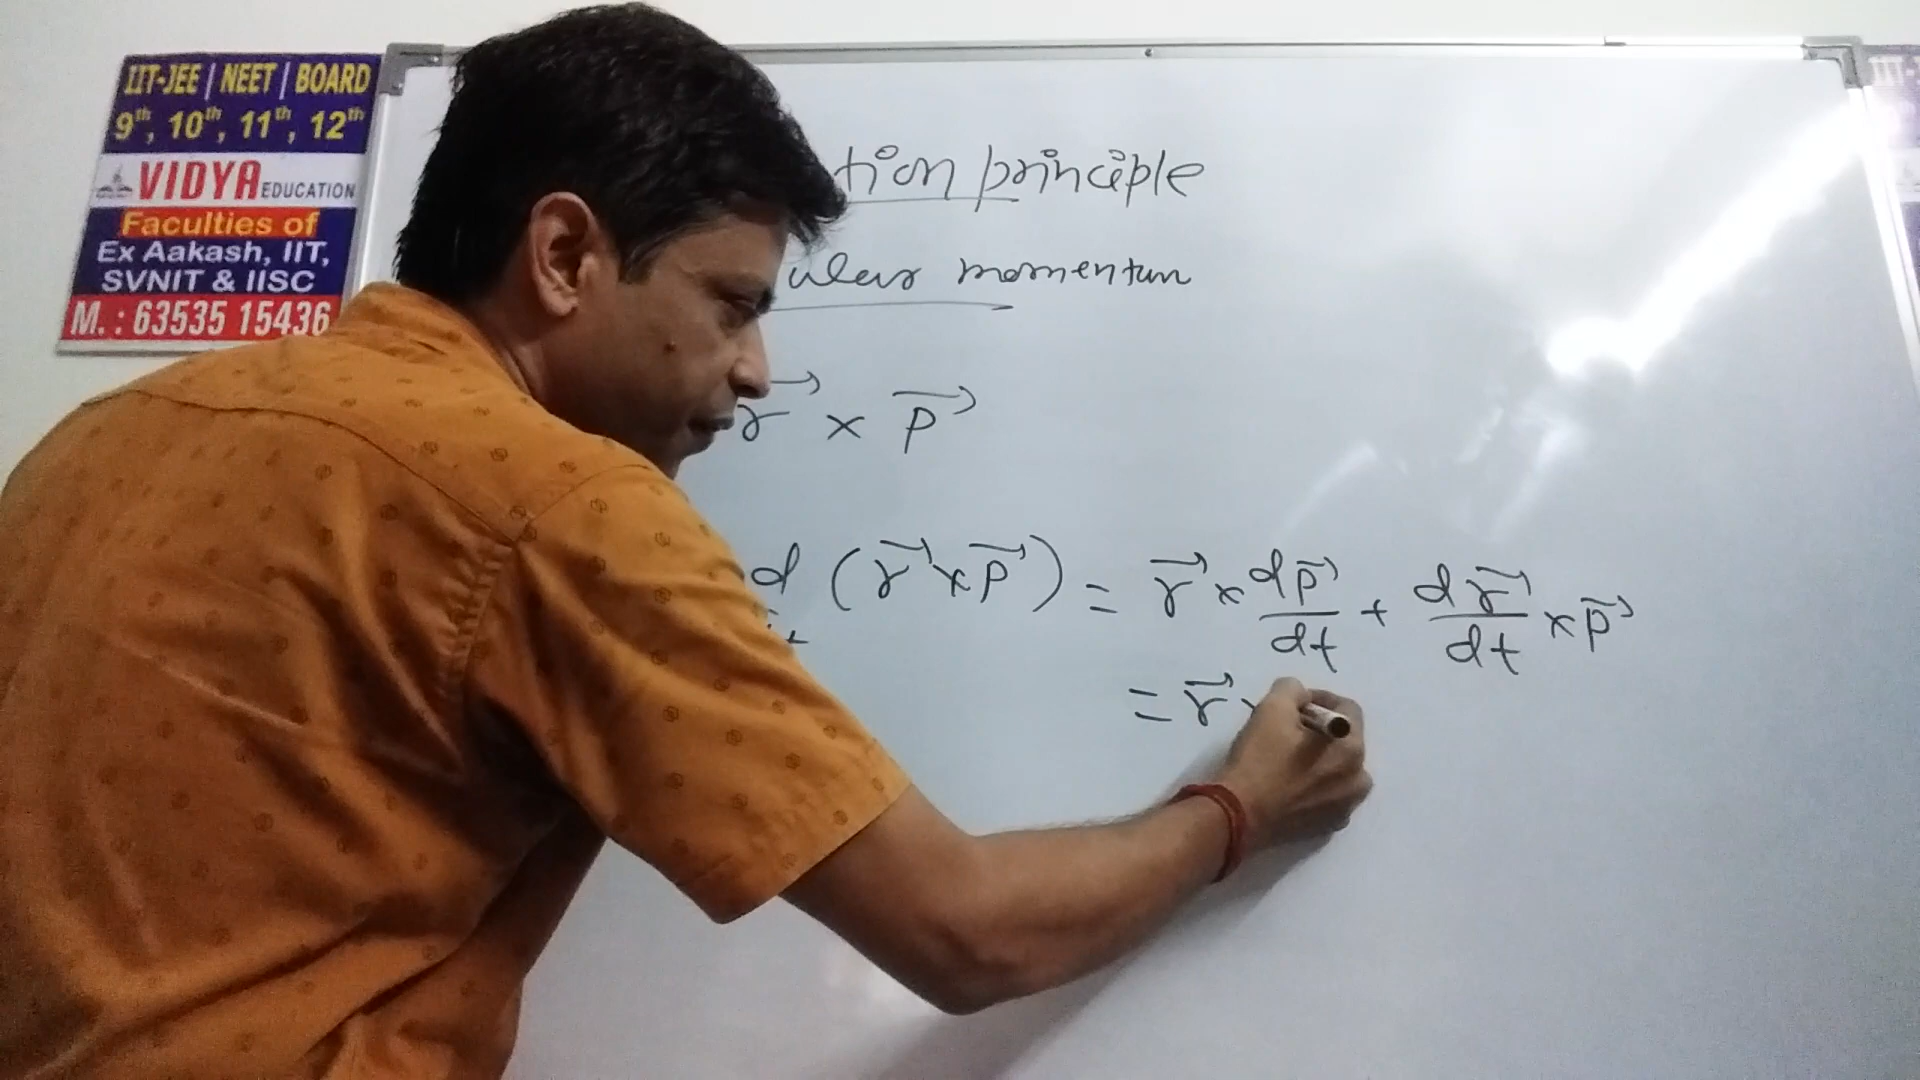 IIT-JEE | NEET | BOARD
9th, 10th, 11th, 12th
VIDYA EDUCATION
Faculties of
Ex Aakash, IIT,
SVNIT & IISC
M. : 63535 15436
tion principle
ular momentum
r⃗ × p⃗
d (r⃗ × p⃗) = r⃗ × dp⃗/dt + dr⃗/dt × p⃗
= r⃗ ×